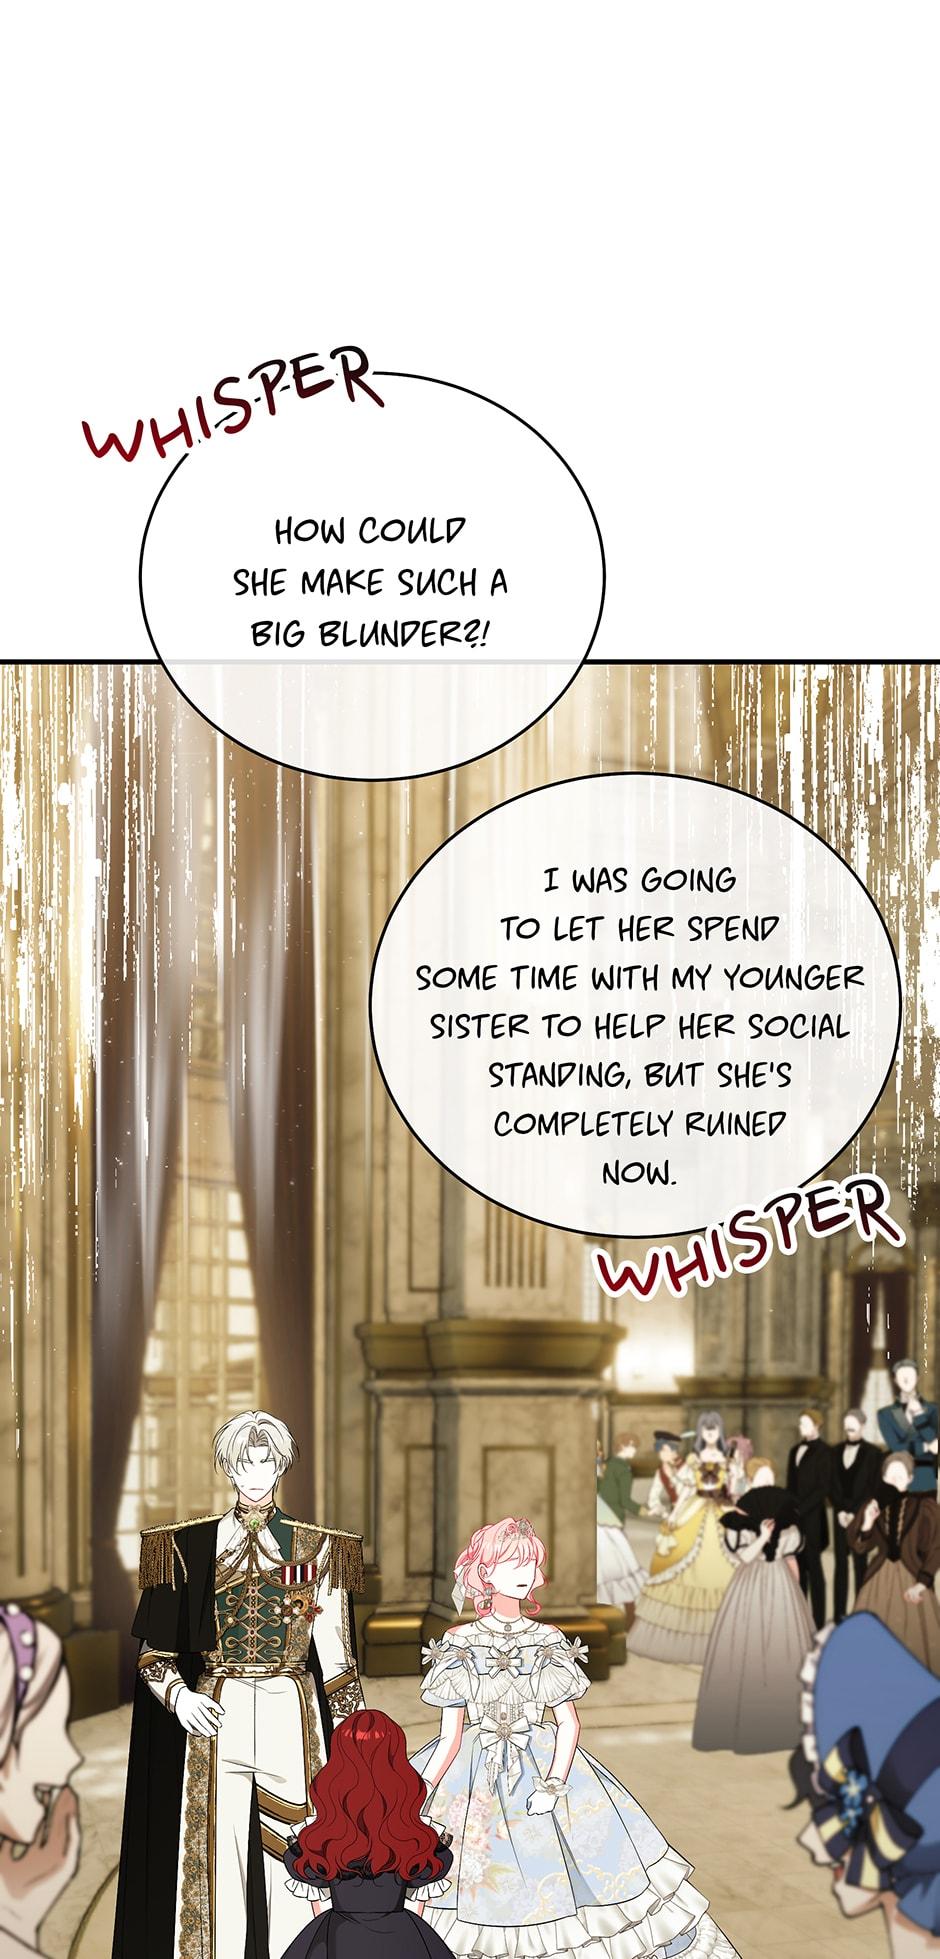 WHISPER
HOW COULD
SHE MAKE SUCH A
BIG BLUNDER?!
I WAS GOING
TO LET HER SPEND
SOME TIME WITH MY YOUNGER
SISTER TO HELP HER SOCIAL
STANDING, BUT SHE'S
COMPLETELY RUINED
NOW.
WHISPER